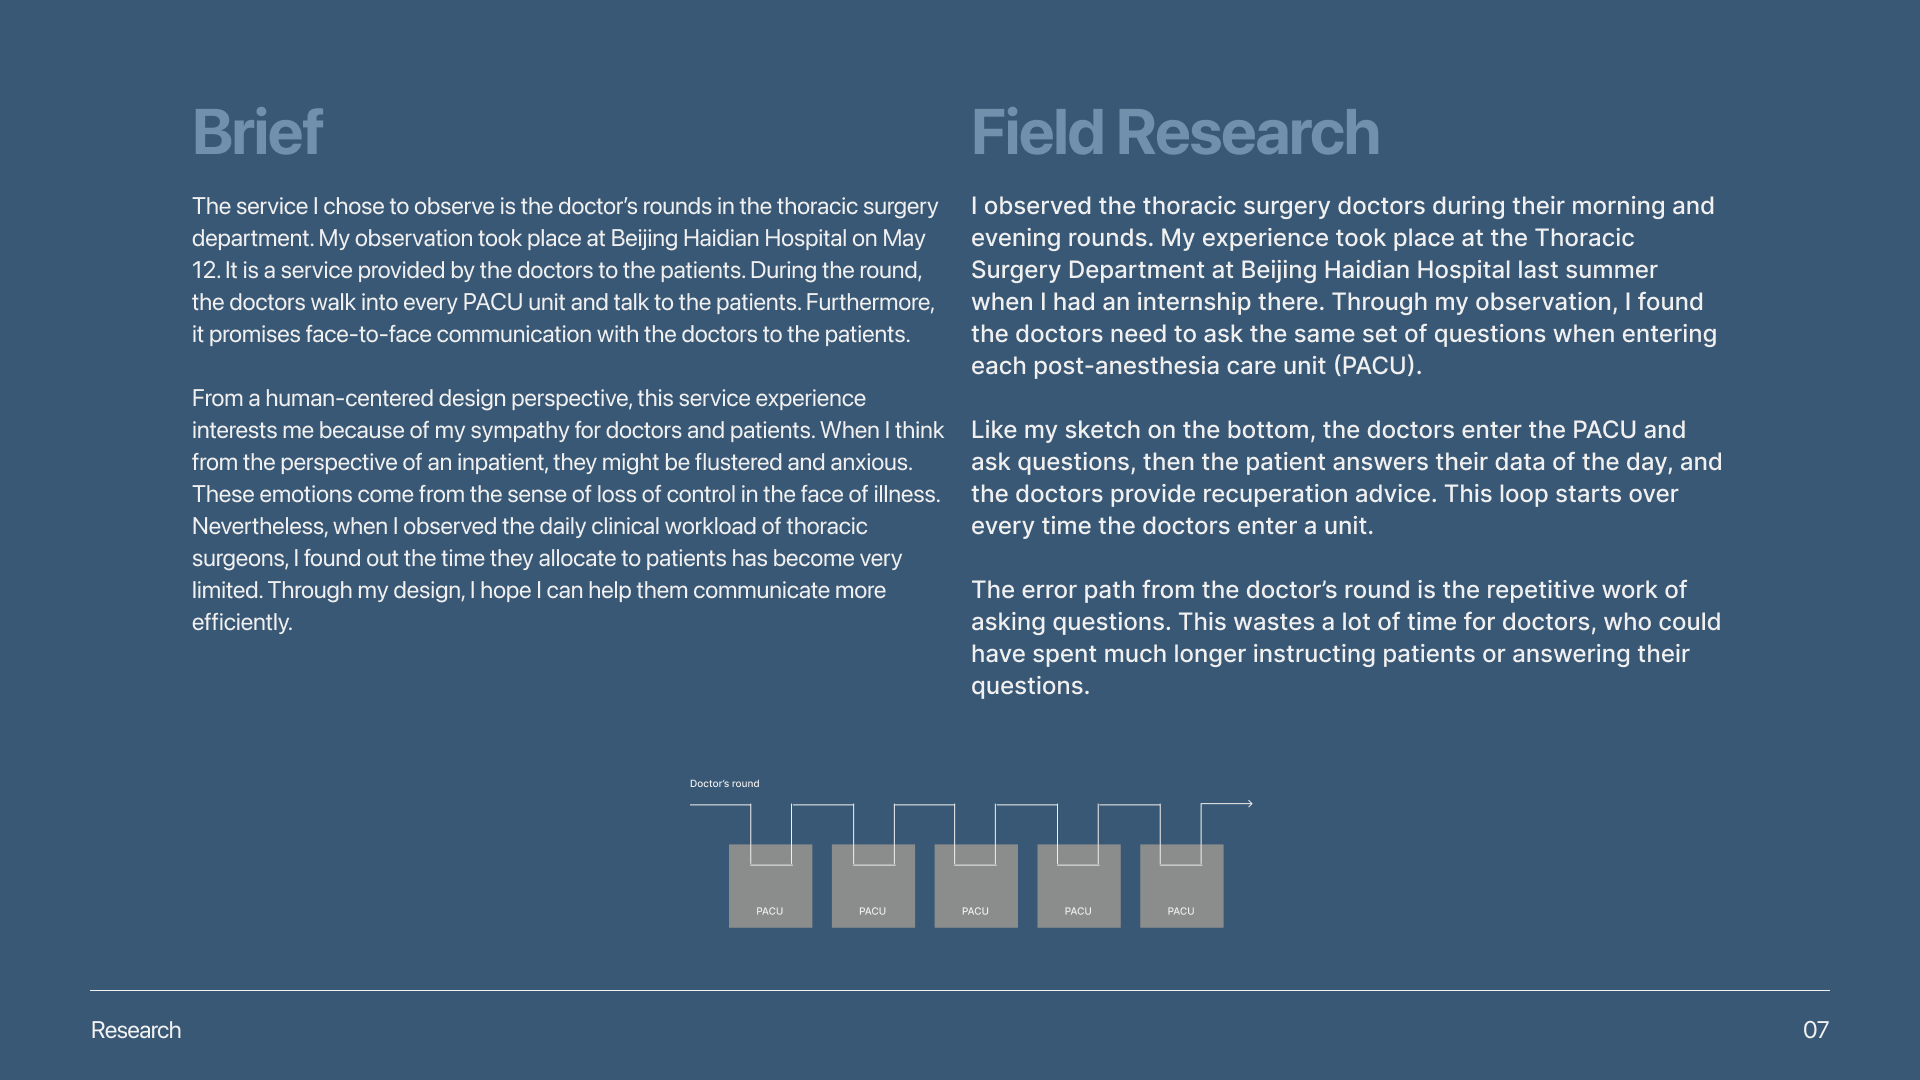 Brief
The service I chose to observe is the doctor’s rounds in the thoracic surgery
department. My observation took place at Beijing Haidian Hospital on May
12. It is a service provided by the doctors to the patients. During the round,
the doctors walk into every PACU unit and talk to the patients. Furthermore,
it promises face-to-face communication with the doctors to the patients.
From a human-centered design perspective, this service experience
interests me because of my sympathy for doctors and patients. When I think
from the perspective of an inpatient, they might be flustered and anxious.
These emotions come from the sense of loss of control in the face of illness.
Nevertheless, when I observed the daily clinical workload of thoracic
surgeons, I found out the time they allocate to patients has become very
limited. Through my design, I hope I can help them communicate more
efficiently.
Field Research
I observed the thoracic surgery doctors during their morning and
evening rounds. My experience took place at the Thoracic
Surgery Department at Beijing Haidian Hospital last summer
when I had an internship there. Through my observation, I found
the doctors need to ask the same set of questions when entering
each post-anesthesia care unit (PACU).
Like my sketch on the bottom, the doctors enter the PACU and
ask questions, then the patient answers their data of the day, and
the doctors provide recuperation advice. This loop starts over
every time the doctors enter a unit.
The error path from the doctor’s round is the repetitive work of
asking questions. This wastes a lot of time for doctors, who could
have spent much longer instructing patients or answering their
questions.
Doctor’s round
PACU
PACU
PACU
PACU
PACU
Research
07